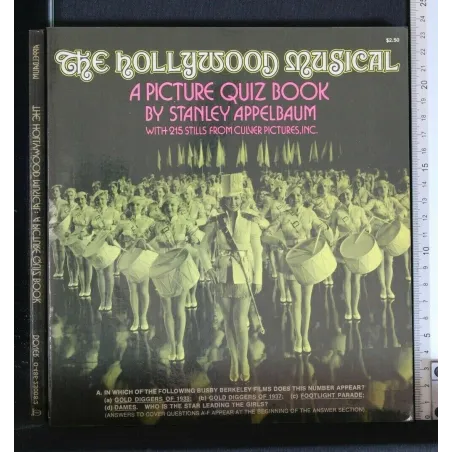 $2.50
THE HOLLYWOOD MUSICAL
A PICTURE QUIZ BOOK
BY STANLEY APPELBAUM
WITH 215 STILLS FROM CULVER PICTURES, INC.
A. IN WHICH OF THE FOLLOWING BUSBY BERKELEY FILMS DOES THIS NUMBER APPEAR?
(a) GOLD DIGGERS OF 1935; (b) GOLD DIGGERS OF 1937; (c) FOOTLIGHT PARADE;
(d) DAMES. WHO IS THE STAR LEADING THE GIRLS?
(ANSWERS TO COVER QUESTIONS A-F APPEAR AT THE BEGINNING OF THE ANSWER SECTION)
APPELBAUM
THE HOLLYWOOD MUSICAL: A PICTURE QUIZ BOOK
DOVER